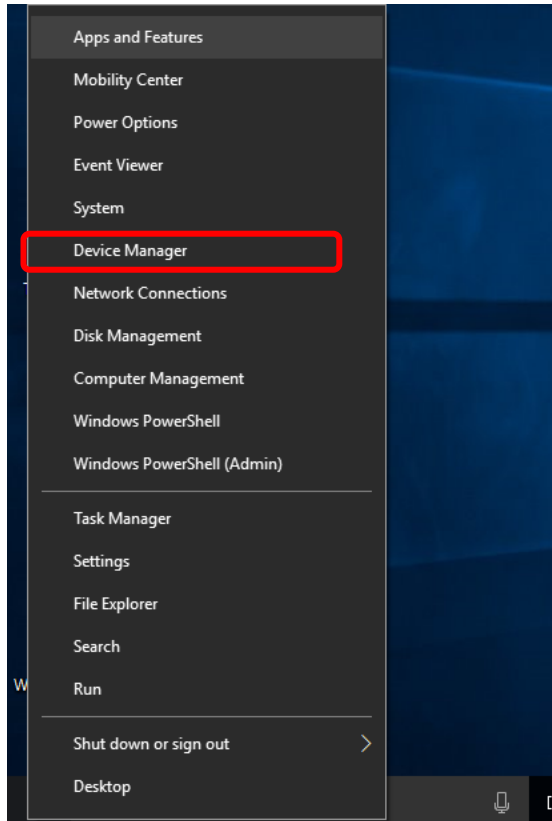 Apps and Features
Mobility Center
Power Options
Event Viewer
System
Device Manager
Network Connections
Disk Management
Computer Management
Windows PowerShell
Windows PowerShell (Admin)
Task Manager
Settings
File Explorer
Search
W
Run
Shut down or sign out
Desktop